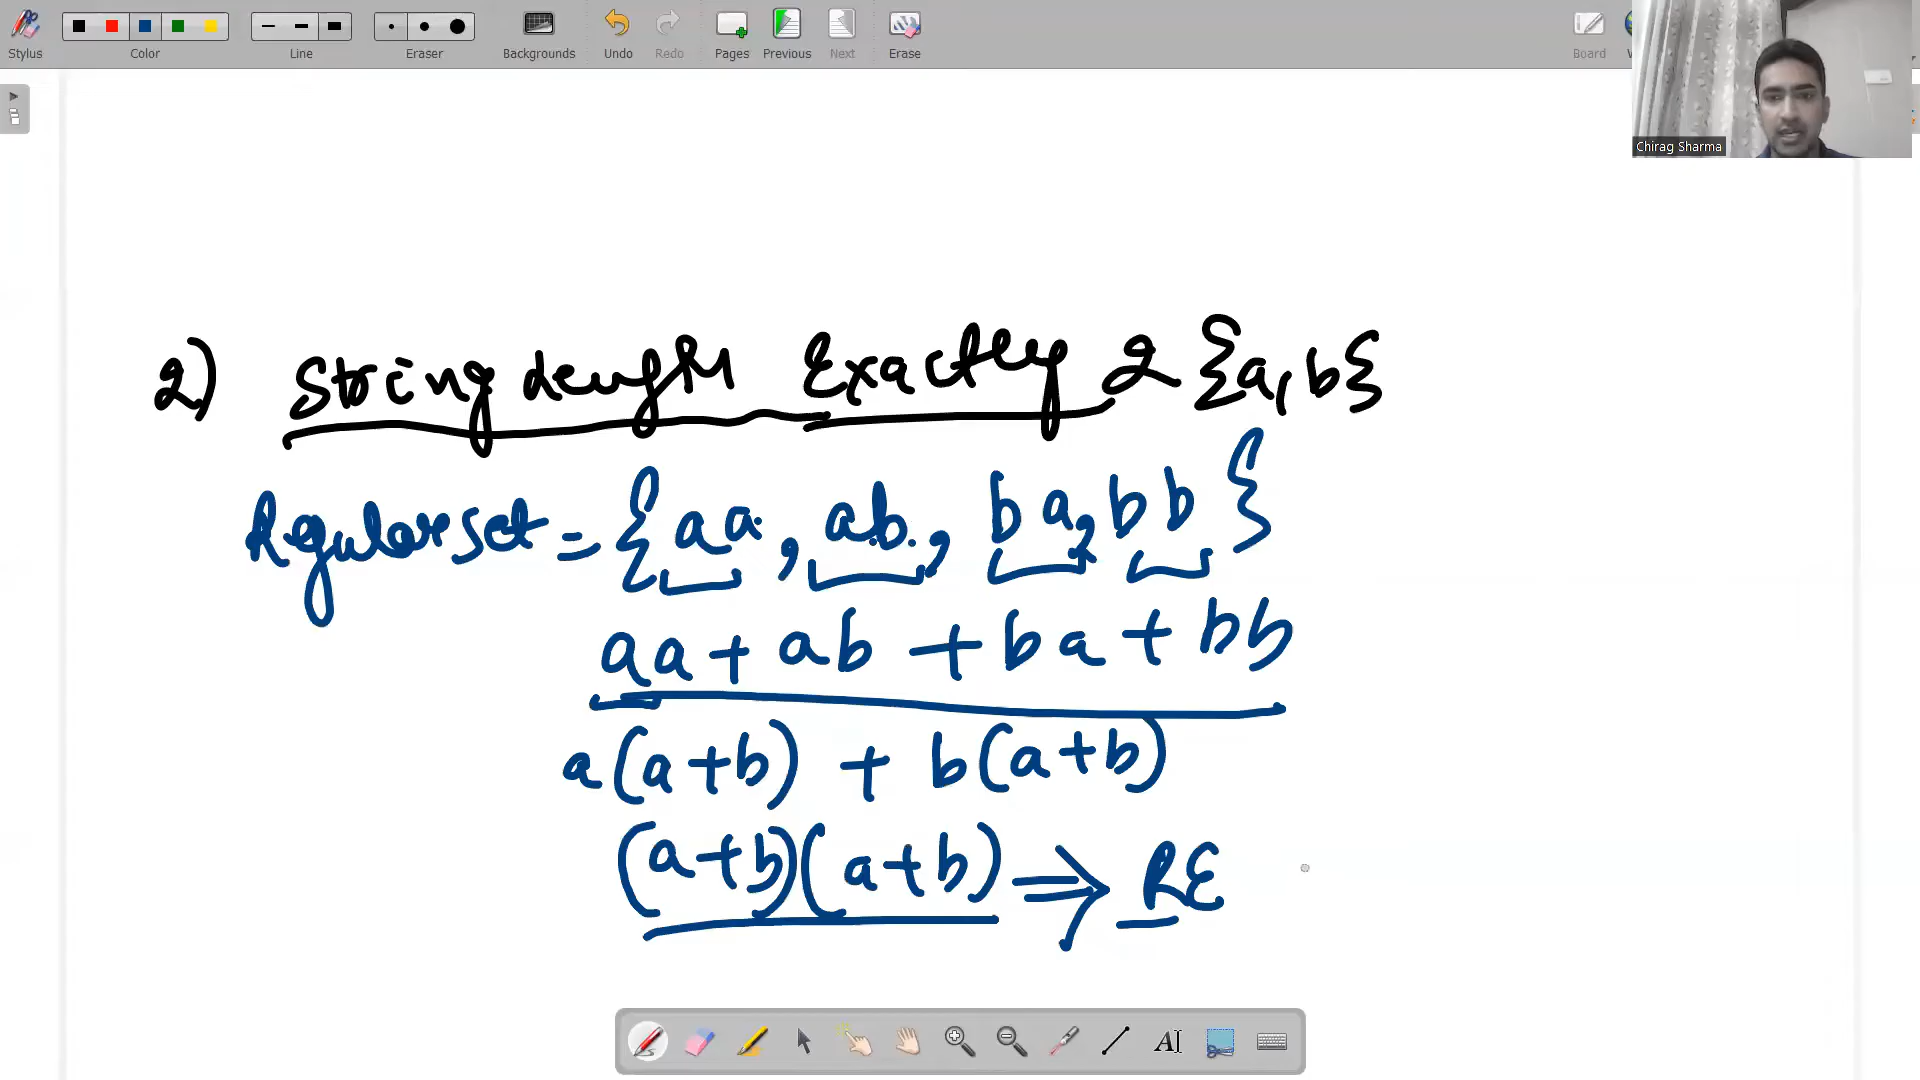 Stylus Color Line Eraser Backgrounds Undo Redo Pages Previous Next Erase Board
Chirag Sharma
2) String Length Exactly 2 {a, b}
Regular set = {aa, ab, ba, bb}
aa + ab + ba + bb
a(a+b) + b(a+b)
(a+b)(a+b) ⇒ RE